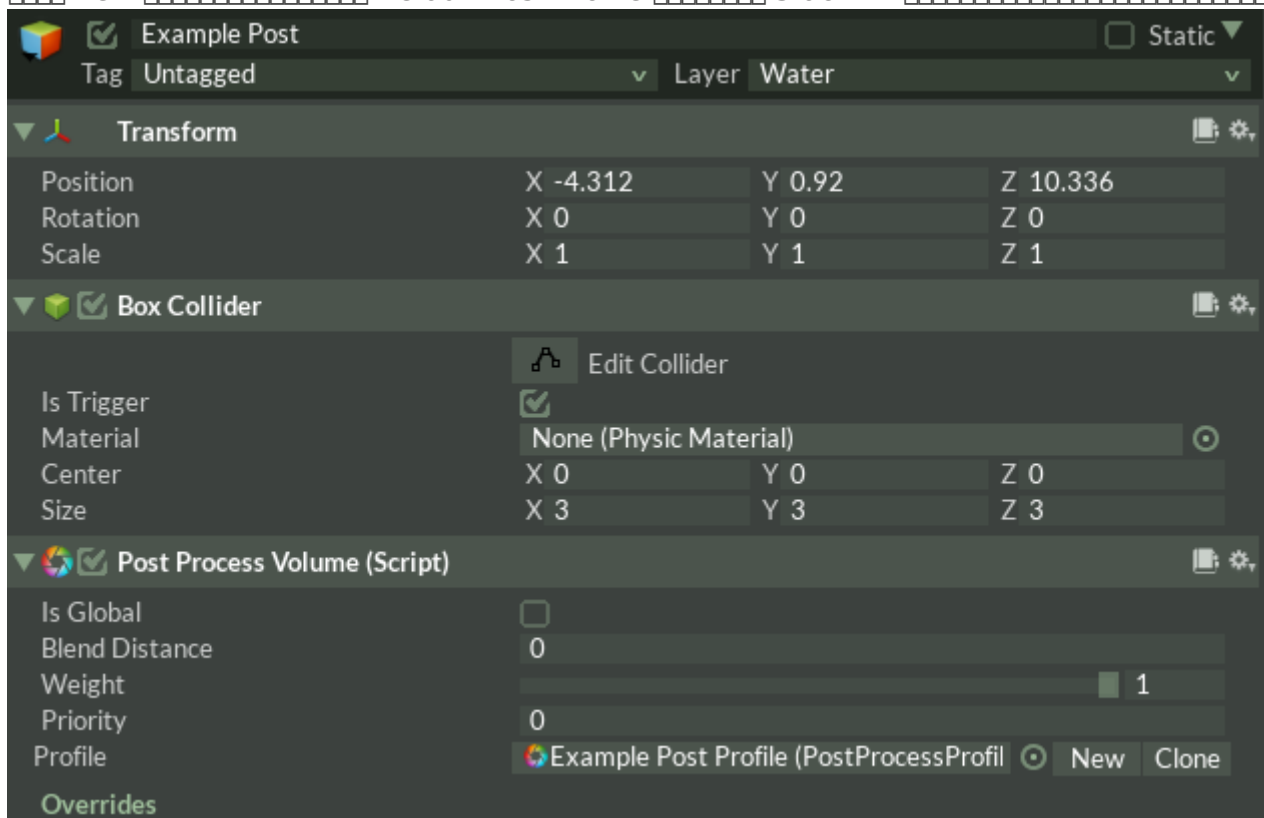 Example Post Static
Tag Untagged Layer Water
Transform
Position X -4.312 Y 0.92 Z 10.336
Rotation X 0 Y 0 Z 0
Scale X 1 Y 1 Z 1
Box Collider
Edit Collider
Is Trigger
Material None (Physic Material)
Center X 0 Y 0 Z 0
Size X 3 Y 3 Z 3
Post Process Volume (Script)
Is Global
Blend Distance 0
Weight 1
Priority 0
Profile Example Post Profile (PostProcessProfil New Clone
Overrides